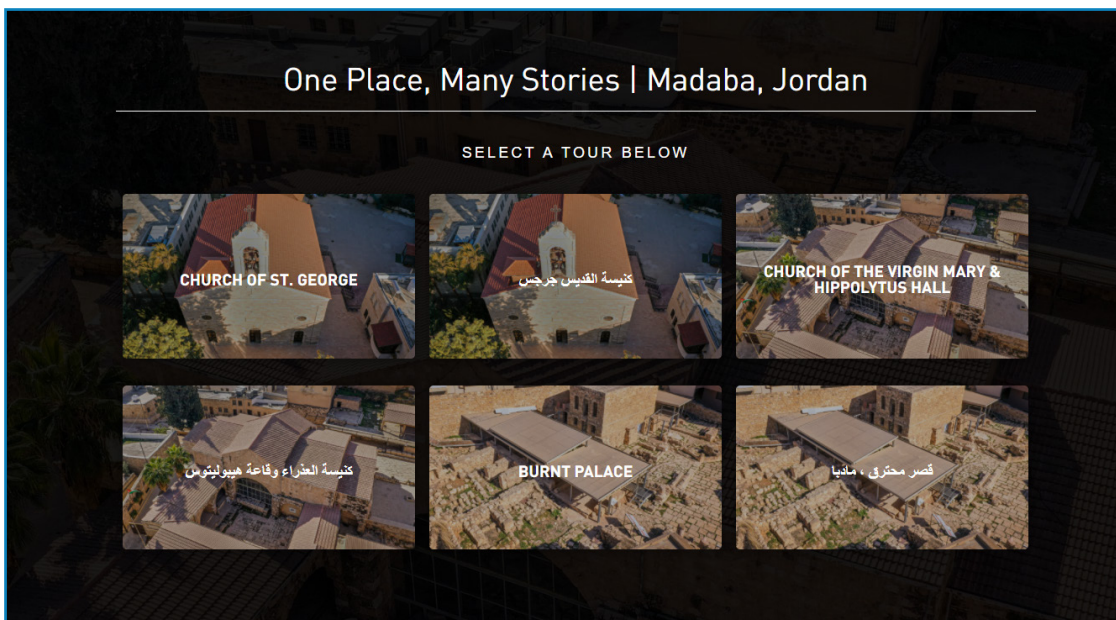 One Place, Many Stories | Madaba, Jordan
SELECT A TOUR BELOW
CHURCH OF ST. GEORGE
كنيسة القديس جرجس
CHURCH OF THE VIRGIN MARY &
HIPPOLYTUS HALL
كنيسة العذراء وقاعة هيبوليتوس
BURNT PALACE
قصر محترق ، مادبا